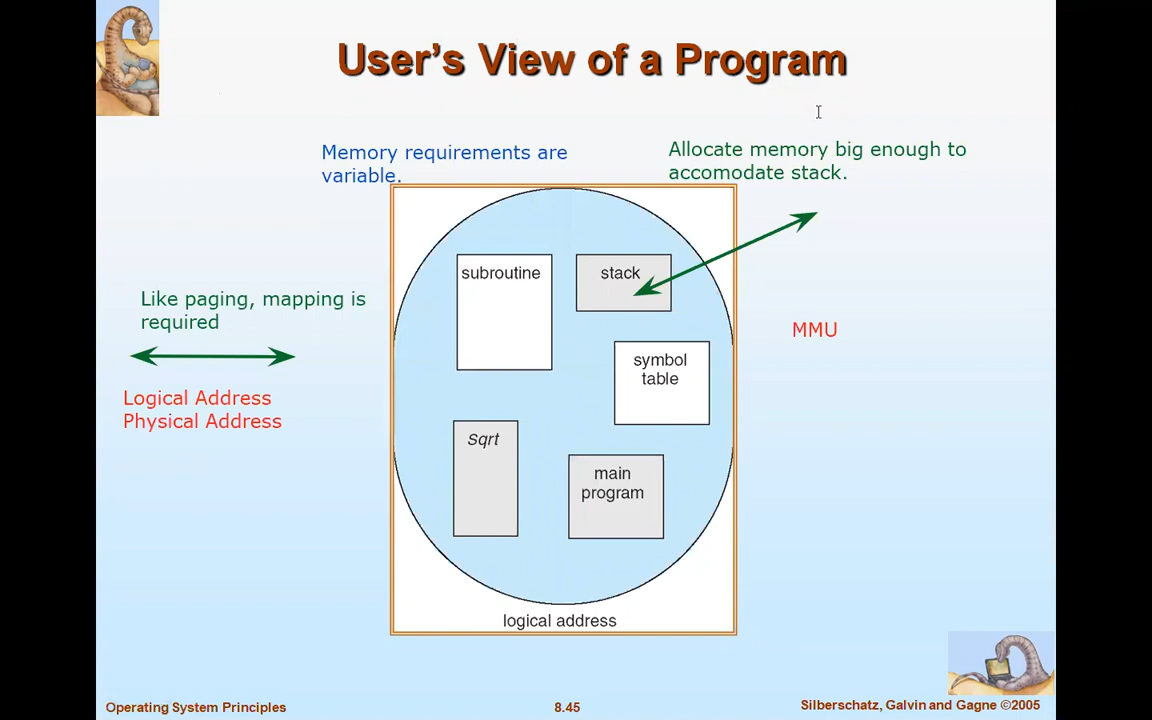 User's View of a Program
Memory requirements are
variable.
Allocate memory big enough to
accomodate stack.
subroutine
stack
Like paging, mapping is
required
MMU
symbol
table
Logical Address
Physical Address
Sqrt
main
program
logical address
Operating System Principles
8.45
Silberschatz, Galvin and Gagne ©2005